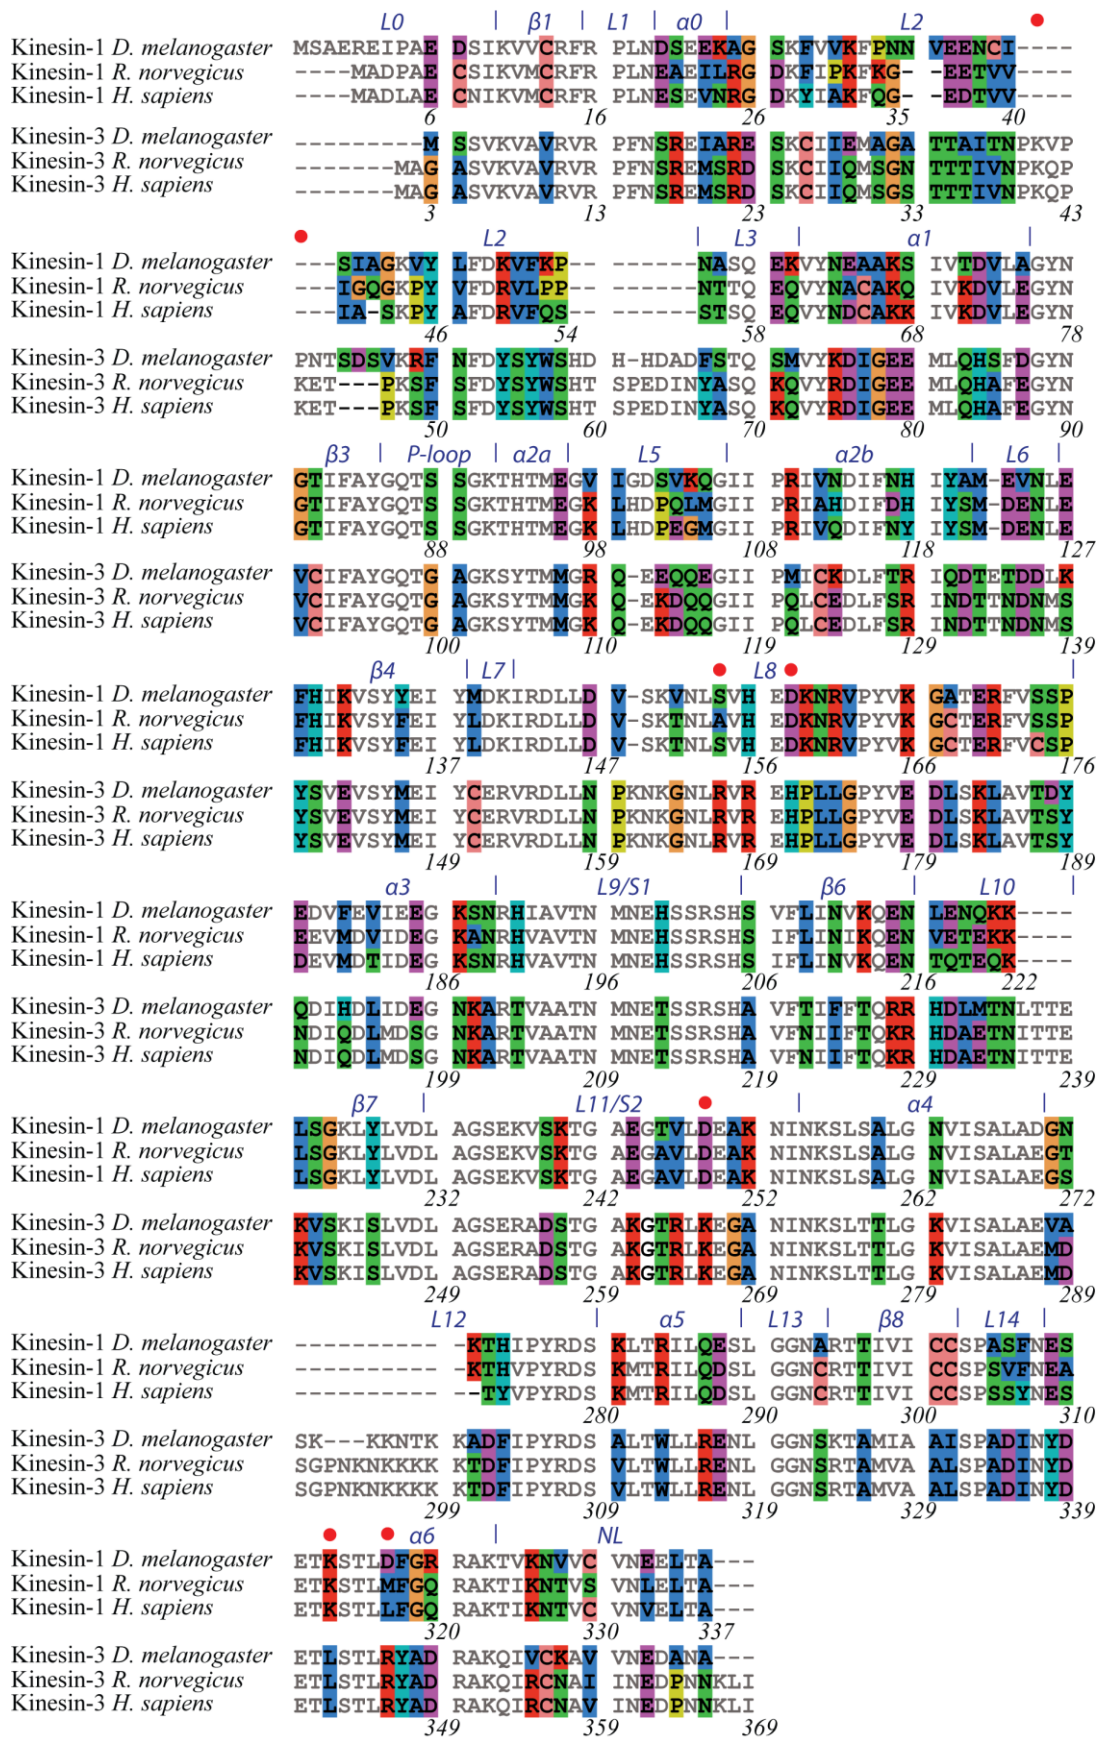 L0 | β1 | L1 | α0 | L2
Kinesin-1 D. melanogaster MSAEREIPAE DSIKVVCRFR PLNDSEEKAG SKFVVKFPNN VEENCI----
Kinesin-1 R. norvegicus ----MADPAE CSIKVMCRFR PLNEAEILRG DKFIPKFKG- -EETVV----
Kinesin-1 H. sapiens ----MADLAE CNIKVMCRFR PLNESEVNRG DKYIAKFQG- -EDTVV----
6 16 26 35 40
Kinesin-3 D. melanogaster ---------M SSVKVAVRVR PFNSREIARE SKCIIEMAGA TTAITNPKVP
Kinesin-3 R. norvegicus -------MAG ASVKVAVRVR PFNSREMSRD SKCIIQMSGN TTTIVNPKQP
Kinesin-3 H. sapiens -------MAG ASVKVAVRVR PFNSREMSRD SKCIIQMSGS TTTIVNPKQP
3 13 23 33 43
L2 | L3 | α1 |
Kinesin-1 D. melanogaster ---SIAGKVY LFDKVFKP-- -------NAS QEKVYNEAAKS IVTDVLAGYN
Kinesin-1 R. norvegicus ---IGQGKPY VFDRVLPP-- -------NTT QEQVYNACAKQ IVKDVLEGYN
Kinesin-1 H. sapiens ---IA-SKPY AFDRVFQS-- -------STS QEQVYNDCAKK IVKDVLEGYN
46 54 58 68 78
Kinesin-3 D. melanogaster PNTSDSVKRF NFDYSYWSHD H-HDADFSTQ SMVYKDIGEE MLQHSFDGYN
Kinesin-3 R. norvegicus KET---PKSF SFDYSYWSHT SPEDINYASQ KQVYRDIGEE MLQHAFEGYN
Kinesin-3 H. sapiens KET---PKSF SFDYSYWSHT SPEDINYASQ KQVYRDIGEE MLQHAFEGYN
50 60 70 80 90
β3 | P-loop | α2a | L5 | α2b | L6 |
Kinesin-1 D. melanogaster GTIFAYGQTS SGKTHTMEGV IGDSVKQGII PRIVNDIFNH IYAM-EVNLE
Kinesin-1 R. norvegicus GTIFAYGQTS SGKTHTMEGK LHDPQLMGII PRIAHDIFDH IYSM-DENLE
Kinesin-1 H. sapiens GTIFAYGQTS SGKTHTMEGK LHDPEGMGII PRIVQDIFNY IYSM-DENLE
88 98 108 118 127
Kinesin-3 D. melanogaster VCIFAYGQTG AGKSYTMMGR Q-EEQQEGII PMICKDLFTR IQDTETDDLK
Kinesin-3 R. norvegicus VCIFAYGQTG AGKSYTMMGK Q-EKDQQGII PQLCEDLFSR INDTTNDNMS
Kinesin-3 H. sapiens VCIFAYGQTG AGKSYTMMGK Q-EKDQQGII PQLCEDLFSR INDTTNDNMS
100 110 119 129 139
β4 | L7 | L8 |
Kinesin-1 D. melanogaster FHIKVSYYEI YMDKIRDLLD V-SKVNLSVH EDKNRVPYVK GATERFVSSP
Kinesin-1 R. norvegicus FHIKVSYFEI YLDKIRDLLD V-SKTNLAVH EDKNRVPYVK GCTERFVSSP
Kinesin-1 H. sapiens FHIKVSYFEI YLDKIRDLLD V-SKTNLSVH EDKNRVPYVK GCTERFVCSP
137 147 156 166 176
Kinesin-3 D. melanogaster YSVEVSYMEI YCERVRDLLN PKNKGNLRVR EHPLLGPYVE DLSKLAVTDY
Kinesin-3 R. norvegicus YSVEVSYMEI YCERVRDLLN PKNKGNLRVR EHPLLGPYVE DLSKLAVTSY
Kinesin-3 H. sapiens YSVEVSYMEI YCERVRDLLN PKNKGNLRVR EHPLLGPYVE DLSKLAVTSY
149 159 169 179 189
α3 | L9/S1 | β6 | L10 |
Kinesin-1 D. melanogaster EDVFEVIEEG KSNRHIAVTN MNEHSSRSHS VFLINVKQEN LENQKK----
Kinesin-1 R. norvegicus EEVMDVIDEG KANRHVAVTN MNEHSSRSHS IFLINIKQEN VETEKK----
Kinesin-1 H. sapiens DEVMDTIDEG KSNRHVAVTN MNEHSSRSHS IFLINVKQEN TQTEQK----
186 196 206 216 222
Kinesin-3 D. melanogaster QDIHDLIDEG NKARTVAATN MNETSSRSHA VFTIFFTQRR HDLMTNLTTE
Kinesin-3 R. norvegicus NDIQDLMDSG NKARTVAATN MNETSSRSHA VFNIIFTQKR HDAETNITTE
Kinesin-3 H. sapiens NDIQDLMDSG NKARTVAATN MNETSSRSHA VFNIIFTQKR HDAETNITTE
199 209 219 229 239
β7 | L11/S2 | α4 |
Kinesin-1 D. melanogaster LSGKLYLVDL AGSEKVSKTG AEGTVLDEAK NINKSLSALG NVISALADGN
Kinesin-1 R. norvegicus LSGKLYLVDL AGSEKVSKTG AEGAVLDEAK NINKSLSALG NVISALAEGT
Kinesin-1 H. sapiens LSGKLYLVDL AGSEKVSKTG AEGAVLDEAK NINKSLSALG NVISALAEGS
232 242 252 262 272
Kinesin-3 D. melanogaster KVSKISLVDL AGSERADSTG AKGTRLKEGA NINKSLTTLG KVISALAEVA
Kinesin-3 R. norvegicus KVSKISLVDL AGSERADSTG AKGTRLKEGA NINKSLTTLG KVISALAEMD
Kinesin-3 H. sapiens KVSKISLVDL AGSERADSTG AKGTRLKEGA NINKSLTTLG KVISALAEMD
249 259 269 279 289
L12 | α5 | L13 | β8 | L14 |
Kinesin-1 D. melanogaster ---------- --KTHIPYRDS KLTRILQESL GGNARTTIVI CCSPASFNES
Kinesin-1 R. norvegicus ---------- --KTHVPYRDS KMTRILQDSL GGNCRTTIVI CCSPSVFNEA
Kinesin-1 H. sapiens ---------- ---TYVPYRDS KMTRILQDSL GGNCRTTIVI CCSPSSYNES
280 290 300 310
Kinesin-3 D. melanogaster SK---KKNTK KADFIPYRDS ALTWLLRENL GGNSKTAMIA AISPADINYD
Kinesin-3 R. norvegicus SGPNKNKKKK KTDFIPYRDS VLTWLLRENL GGNSRTAMVA ALSPADINYD
Kinesin-3 H. sapiens SGPNKNKKKK KTDFIPYRDS VLTWLLRENL GGNSRTAMVA ALSPADINYD
299 309 319 329 339
α6 | NL
Kinesin-1 D. melanogaster ETKSTLDFGR RAKTVKNVVC VNEELTA---
Kinesin-1 R. norvegicus ETKSTLMFGQ RAKTIKNTVS VNLELTA---
Kinesin-1 H. sapiens ETKSTLLFGQ RAKTIKNTVC VNVELTA---
320 330 337
Kinesin-3 D. melanogaster ETLSTLRYAD RAKQIVCKAV VNEDANA---
Kinesin-3 R. norvegicus ETLSTLRYAD RAKQIRCNAI INEDPNNKLI
Kinesin-3 H. sapiens ETLSTLRYAD RAKQIRCNAV INEDPNNKLI
349 359 369